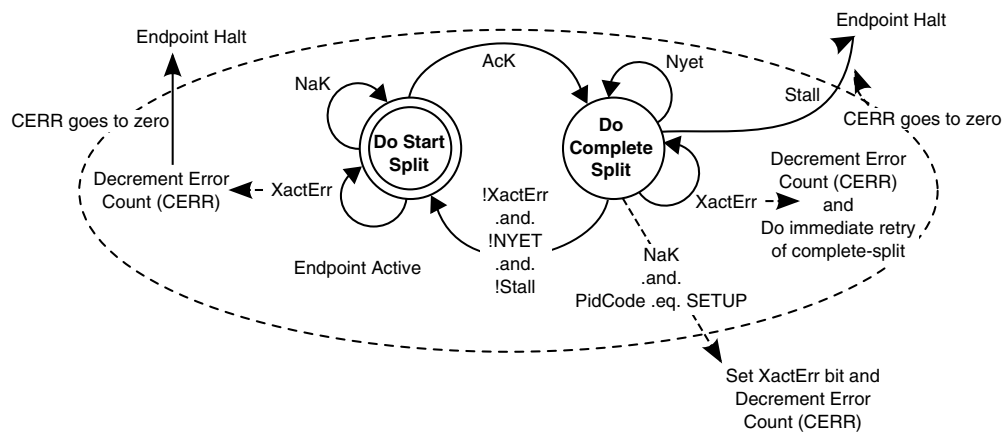 Endpoint Halt
Endpoint Halt
AcK
Nyet
NaK
Stall
CERR goes to zero
CERR goes to zero
Do Start
Split
Do
Complete
Split
Decrement Error
Count (CERR)
XactErr
!XactErr
.and.
!NYET
.and.
!Stall
XactErr
Decrement Error
Count (CERR)
and
Do immediate retry
of complete-split
Endpoint Active
NaK
.and.
PidCode .eq. SETUP
Set XactErr bit and
Decrement Error
Count (CERR)